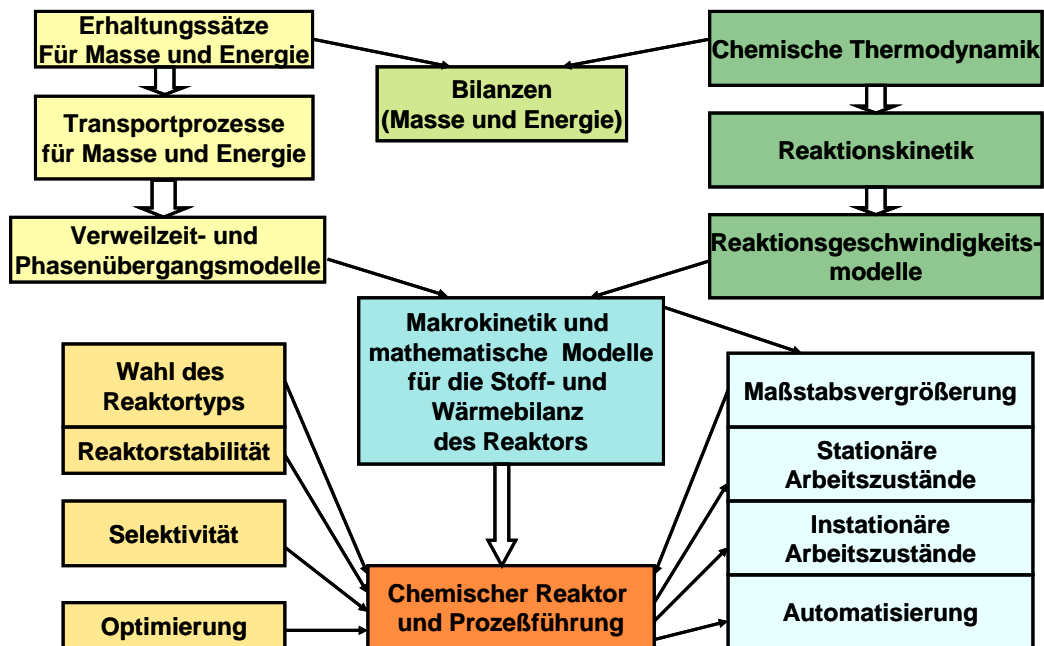 Erhaltungssätze
Für Masse und Energie
Chemische Thermodynamik
Bilanzen
(Masse und Energie)
Transportprozesse
für Masse und Energie
Reaktionskinetik
Verweilzeit- und
Phasenübergangsmodelle
Reaktionsgeschwindigkeits-
modelle
Makrokinetik und
mathematische Modelle
für die Stoff- und
Wärmebilanz
des Reaktors
Wahl des
Reaktortyps
Reaktorstabilität
Selektivität
Optimierung
Maßstabsvergrößerung
Stationäre
Arbeitszustände
Instationäre
Arbeitszustände
Automatisierung
Chemischer Reaktor
und Prozeßführung